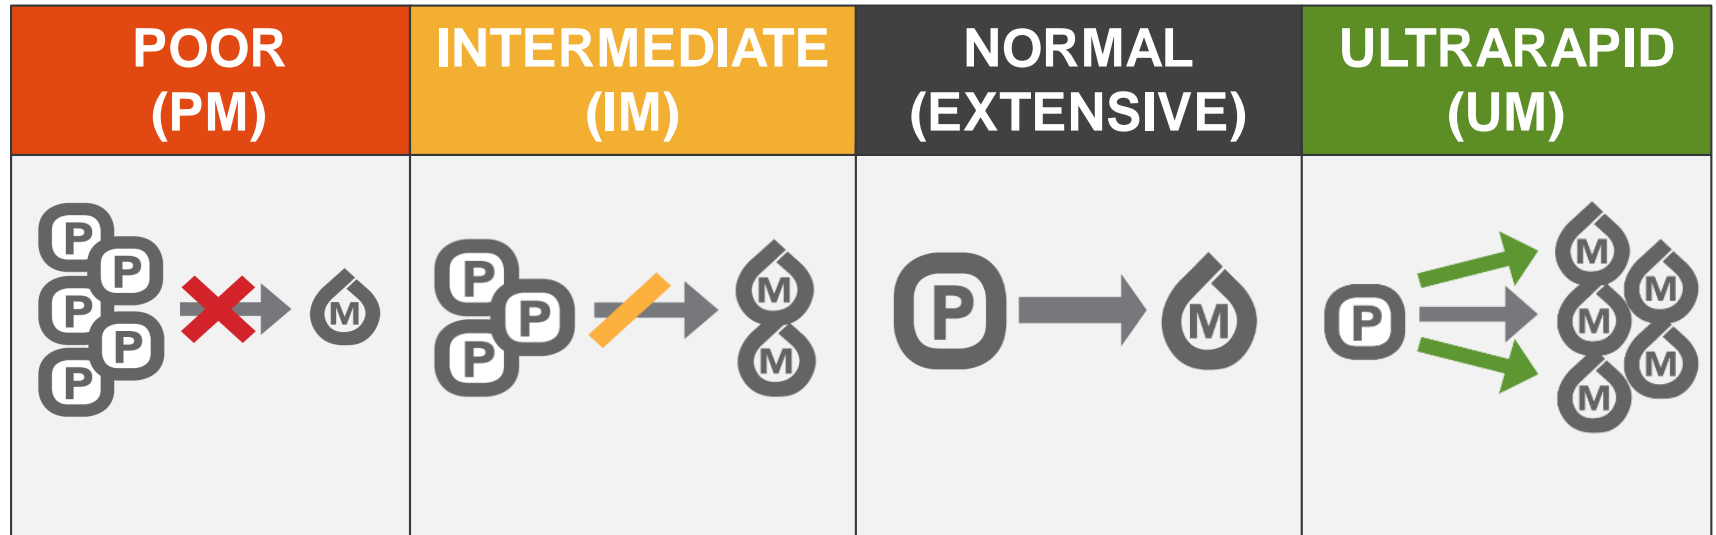 POOR
(PM)
INTERMEDIATE
(IM)
NORMAL
(EXTENSIVE)
ULTRARAPID
(UM)
P
P
P
P
P
M
P
P
P
M
M
P
M
P
M
M
M
M
M